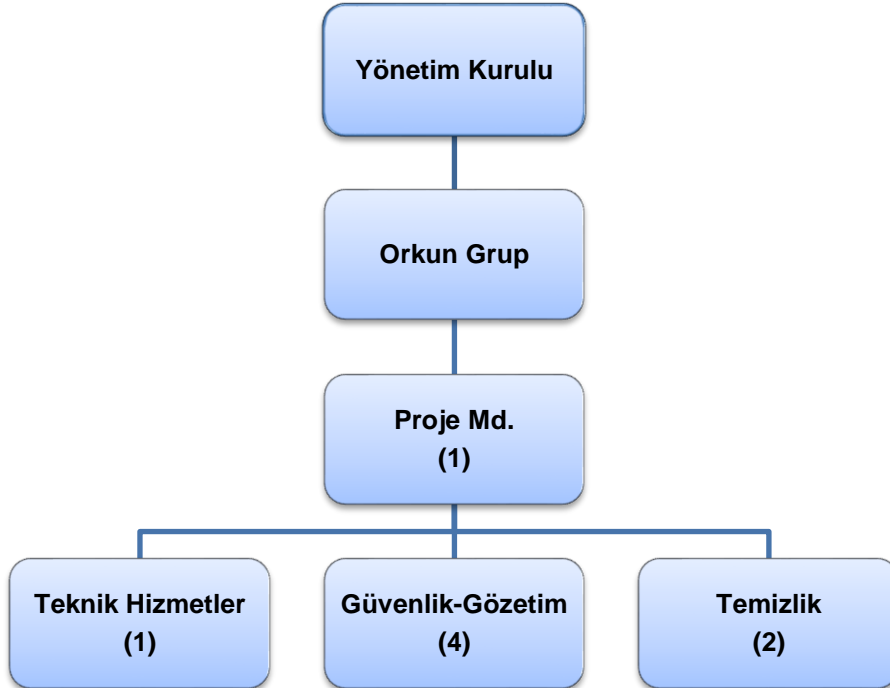 Yönetim Kurulu
Orkun Grup
Proje Md.
(1)
Teknik Hizmetler
(1)
Güvenlik-Gözetim
(4)
Temizlik
(2)